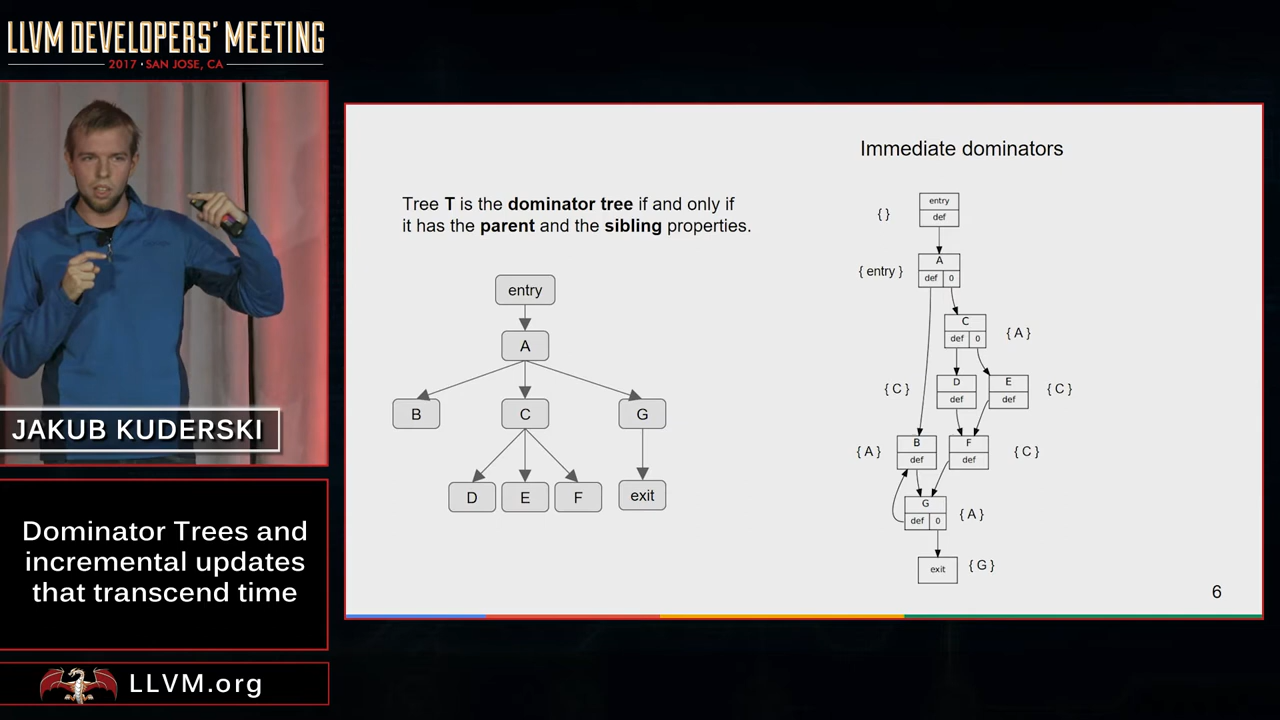 LLVM DEVELOPERS' MEETING
2017 · SAN JOSE, CA
JAKUB KUDERSKI
Dominator Trees and
incremental updates
that transcend time
LLVM.org
Immediate dominators
Tree T is the dominator tree if and only if
it has the parent and the sibling properties.
entry
A
B C G
D E F exit
{ } entry
def
{ entry } A
def 0
C
def 0 { A }
{ C } D E { C }
def def
{ A } B F { C }
def def
G
def 0 { A }
exit { G }
6